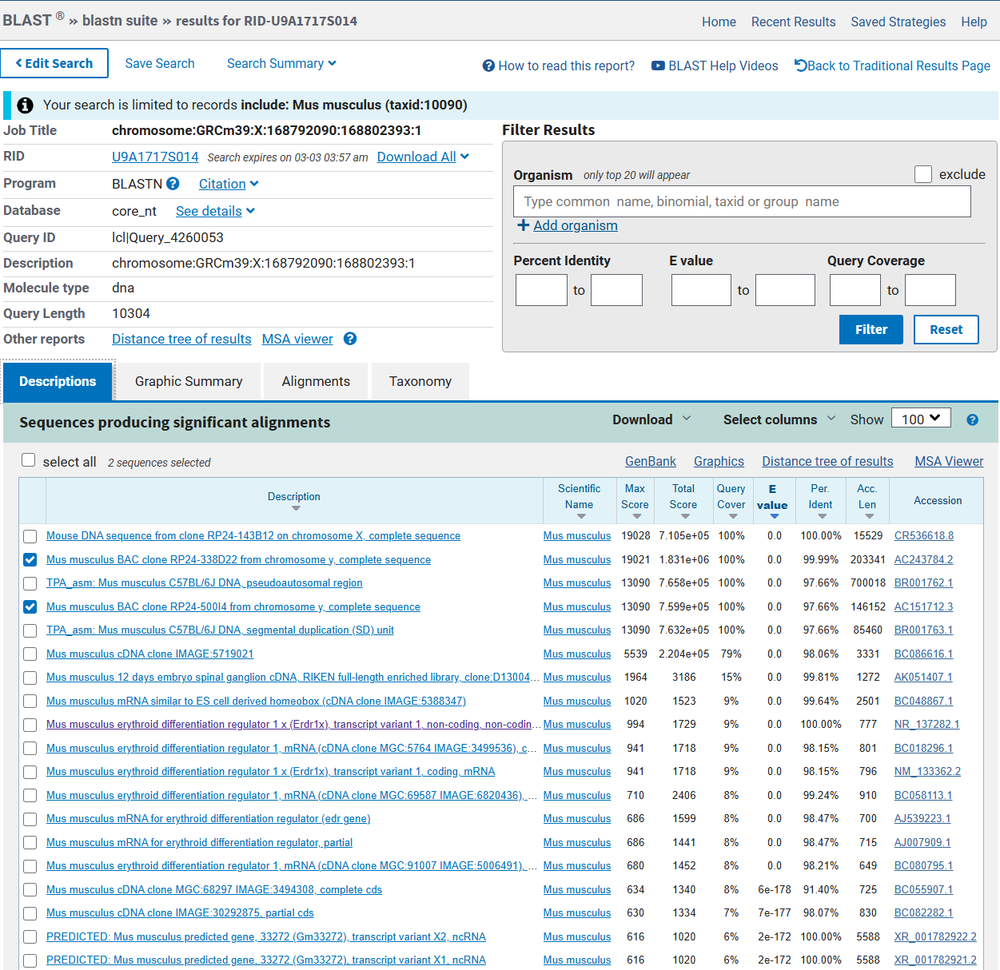 BLAST ® » blastn suite » results for RID-U9A1717S014
Home Recent Results Saved Strategies Help
Edit Search Save Search Search Summary
How to read this report? BLAST Help Videos Back to Traditional Results Page
Your search is limited to records include: Mus musculus (taxid:10090)
Job Title chromosome:GRCm39:X:168792090:168802393:1
RID U9A1717S014 Search expires on 03-03 03:57 am Download All
Program BLASTN Citation
Database core_nt See details
Query ID lcl|Query_4260053
Description chromosome:GRCm39:X:168792090:168802393:1
Molecule type dna
Query Length 10304
Other reports Distance tree of results MSA viewer
Filter Results
Organism only top 20 will appear exclude
Type common name, binomial, taxid or group name
Add organism
Percent Identity E value Query Coverage
to to to
Filter Reset
Descriptions Graphic Summary Alignments Taxonomy
Sequences producing significant alignments Download Select columns Show 100
select all 2 sequences selected GenBank Graphics Distance tree of results MSA Viewer
Description Scientific Name Max Score Total Score Query Cover E value Per. Ident Acc. Len Accession
Mouse DNA sequence from clone RP24-143B12 on chromosome X, complete sequence Mus musculus 19028 7.105e+05 100% 0.0 100.00% 15529 CR536618.8
Mus musculus BAC clone RP24-338D22 from chromosome y, complete sequence Mus musculus 19021 1.831e+06 100% 0.0 99.99% 203341 AC243784.2
TPA_asm: Mus musculus C57BL/6J DNA, pseudoautosomal region Mus musculus 13090 7.658e+05 100% 0.0 97.66% 700018 BR001762.1
Mus musculus BAC clone RP24-500I4 from chromosome y, complete sequence Mus musculus 13090 7.599e+05 100% 0.0 97.66% 146152 AC151712.3
TPA_asm: Mus musculus C57BL/6J DNA, segmental duplication (SD) unit Mus musculus 13090 7.632e+05 100% 0.0 97.66% 85460 BR001763.1
Mus musculus cDNA clone IMAGE:5719021 Mus musculus 5539 2.204e+05 79% 0.0 98.06% 3331 BC086616.1
Mus musculus 12 days embryo spinal ganglion cDNA, RIKEN full-length enriched library, clone:D13004... Mus musculus 1964 3186 15% 0.0 99.81% 1272 AK051407.1
Mus musculus mRNA similar to ES cell derived homeobox (cDNA clone IMAGE:5388347) Mus musculus 1020 1523 9% 0.0 99.64% 2501 BC048867.1
Mus musculus erythroid differentiation regulator 1 x (Erdr1x), transcript variant 1, non-coding, non-codin... Mus musculus 994 1729 9% 0.0 100.00% 777 NR_137282.1
Mus musculus erythroid differentiation regulator 1, mRNA (cDNA clone MGC:5764 IMAGE:3499536), c... Mus musculus 941 1718 9% 0.0 98.15% 801 BC018296.1
Mus musculus erythroid differentiation regulator 1 x (Erdr1x), transcript variant 1, coding, mRNA Mus musculus 941 1718 9% 0.0 98.15% 796 NM_133362.2
Mus musculus erythroid differentiation regulator 1, mRNA (cDNA clone MGC:69587 IMAGE:6820436), ... Mus musculus 710 2406 8% 0.0 99.24% 910 BC058113.1
Mus musculus mRNA for erythroid differentiation regulator (edr gene) Mus musculus 686 1599 8% 0.0 98.47% 700 AJ539223.1
Mus musculus mRNA for erythroid differentiation regulator, partial Mus musculus 686 1441 8% 0.0 98.47% 715 AJ007909.1
Mus musculus erythroid differentiation regulator 1, mRNA (cDNA clone MGC:91007 IMAGE:5006491), ... Mus musculus 680 1452 8% 0.0 98.21% 649 BC080795.1
Mus musculus cDNA clone MGC:68297 IMAGE:3494308, complete cds Mus musculus 634 1340 8% 6e-178 91.40% 725 BC055907.1
Mus musculus cDNA clone IMAGE:30292875, partial cds Mus musculus 630 1334 7% 7e-177 98.07% 830 BC082282.1
PREDICTED: Mus musculus predicted gene, 33272 (Gm33272), transcript variant X2, ncRNA Mus musculus 616 1020 6% 2e-172 100.00% 5588 XR_001782922.2
PREDICTED: Mus musculus predicted gene, 33272 (Gm33272), transcript variant X1, ncRNA Mus musculus 616 1020 6% 2e-172 100.00% 5588 XR_001782921.2